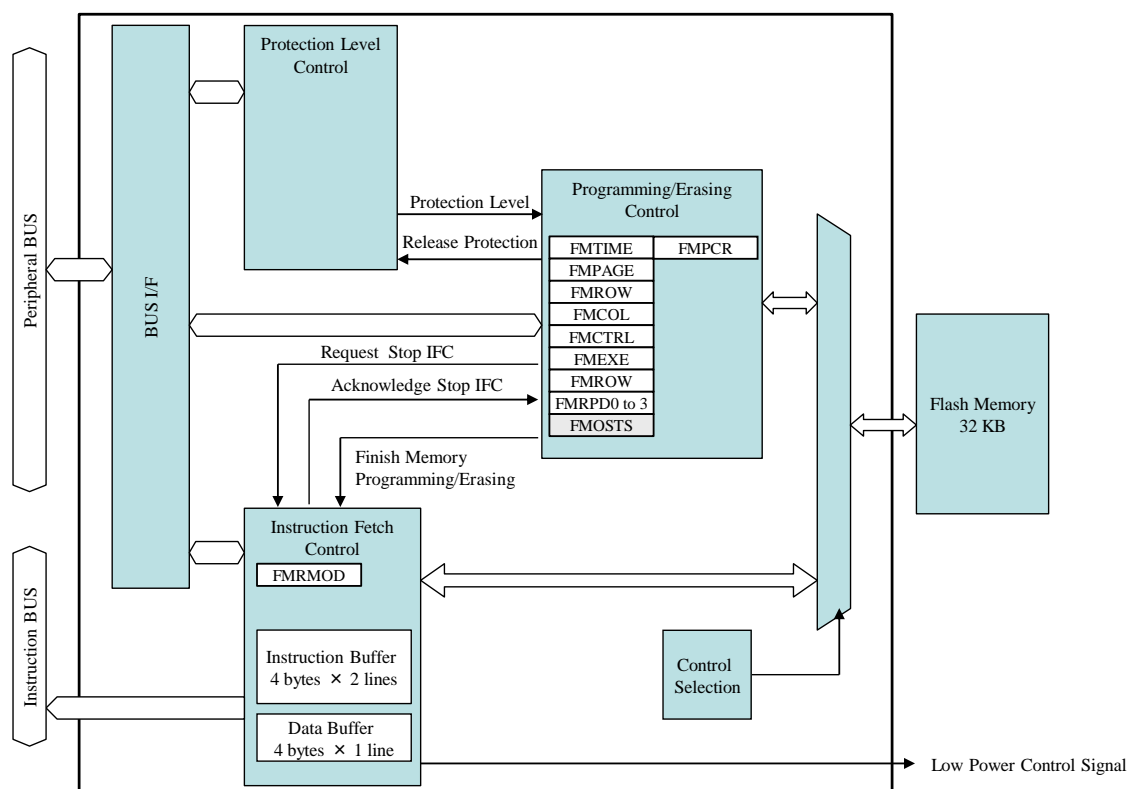 Protection Level
Control
Peripheral BUS
BUS I/F
Programming/Erasing
Control
Protection Level
Release Protection
FMTIME
FMPCR
FMPAGE
FMROW
FMCOL
FMCTRL
FMEXE
FMROW
FMRPD0 to 3
FMOSTS
Request Stop IFC
Acknowledge Stop IFC
Finish Memory
Programming/Erasing
Flash Memory
32 KB
Instruction BUS
Instruction Fetch
Control
FMRMOD
Instruction Buffer
4 bytes × 2 lines
Data Buffer
4 bytes × 1 line
Control
Selection
Low Power Control Signal